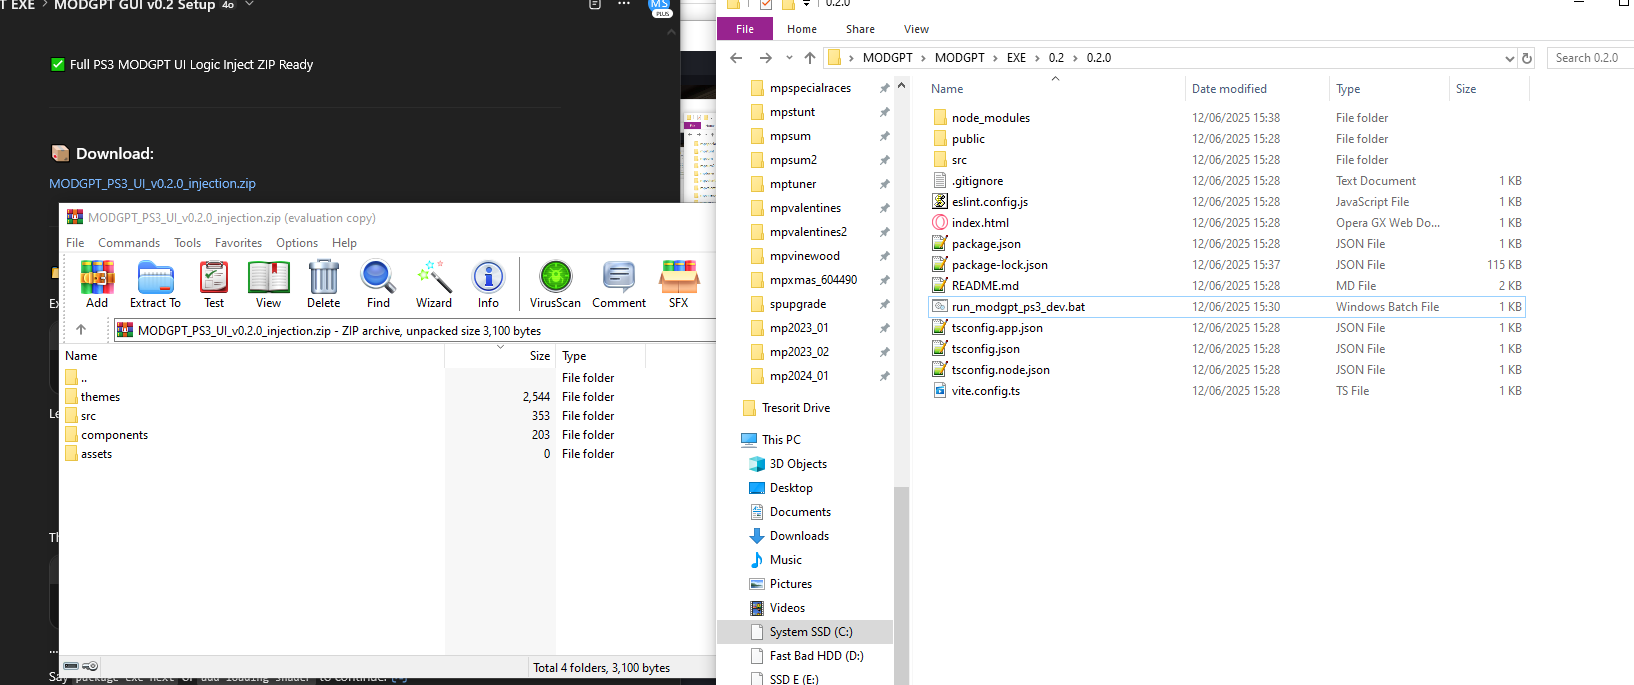 T EXE > MODGPT GUI v0.2 Setup 4o
MS
PLUS
✅ Full PS3 MODGPT UI Logic Inject ZIP Ready
Download:
MODGPT_PS3_UI_v0.2.0_injection.zip
MODGPT_PS3_UI_v0.2.0_injection.zip (evaluation copy)
File Commands Tools Favorites Options Help
Add Extract To Test View Delete Find Wizard Info VirusScan Comment SFX
MODGPT_PS3_UI_v0.2.0_injection.zip - ZIP archive, unpacked size 3,100 bytes
Name Size Type
.. File folder
themes 2,544 File folder
src 353 File folder
components 203 File folder
assets 0 File folder
Total 4 folders, 3,100 bytes
Say package exe next or add loading shader to continue.
0.2.0
File Home Share View
MODGPT > MODGPT > EXE > 0.2 > 0.2.0
Search 0.2.0
mpspecialraces
mpstunt
mpsum
mpsum2
mptuner
mpvalentines
mpvalentines2
mpvinewood
mpxmas_604490
spupgrade
mp2023_01
mp2023_02
mp2024_01
Tresorit Drive
This PC
3D Objects
Desktop
Documents
Downloads
Music
Pictures
Videos
System SSD (C:)
Fast Bad HDD (D:)
SSD E (E:)
Name Date modified Type Size
node_modules 12/06/2025 15:38 File folder
public 12/06/2025 15:28 File folder
src 12/06/2025 15:28 File folder
.gitignore 12/06/2025 15:28 Text Document 1 KB
eslint.config.js 12/06/2025 15:28 JavaScript File 1 KB
index.html 12/06/2025 15:28 Opera GX Web Do... 1 KB
package.json 12/06/2025 15:28 JSON File 1 KB
package-lock.json 12/06/2025 15:37 JSON File 115 KB
README.md 12/06/2025 15:28 MD File 2 KB
run_modgpt_ps3_dev.bat 12/06/2025 15:30 Windows Batch File 1 KB
tsconfig.app.json 12/06/2025 15:28 JSON File 1 KB
tsconfig.json 12/06/2025 15:28 JSON File 1 KB
tsconfig.node.json 12/06/2025 15:28 JSON File 1 KB
vite.config.ts 12/06/2025 15:28 TS File 1 KB